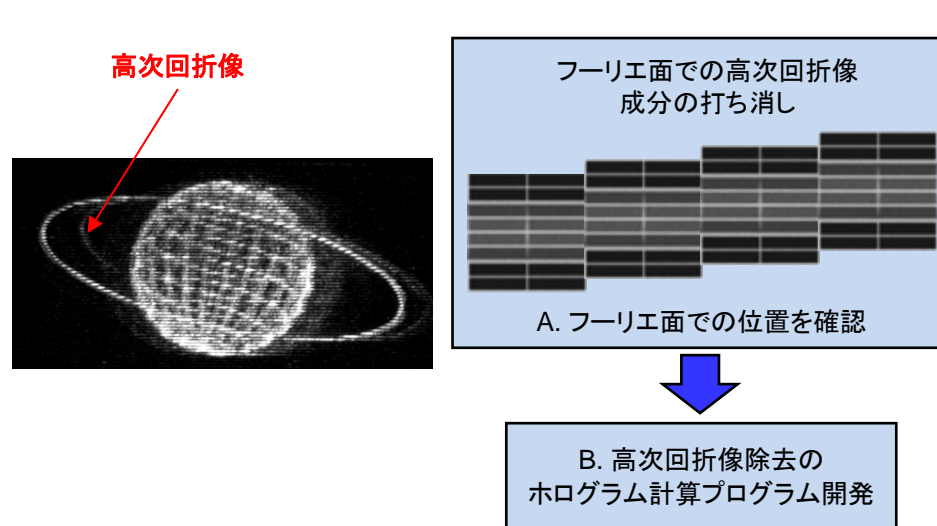 高次回折像
フーリエ面での高次回折像
成分の打ち消し
A. フーリエ面での位置を確認
B. 高次回折像除去の
ホログラム計算プログラム開発